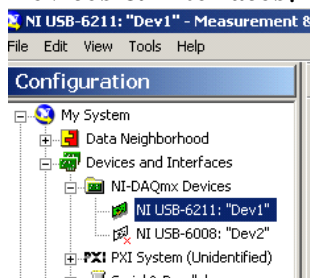 NI USB-6211: "Dev1" - Measurement &
File Edit View Tools Help
Configuration
My System
Data Neighborhood
Devices and Interfaces
NI-DAQmx Devices
NI USB-6211: "Dev1"
NI USB-6008: "Dev2"
PXI PXI System (Unidentified)